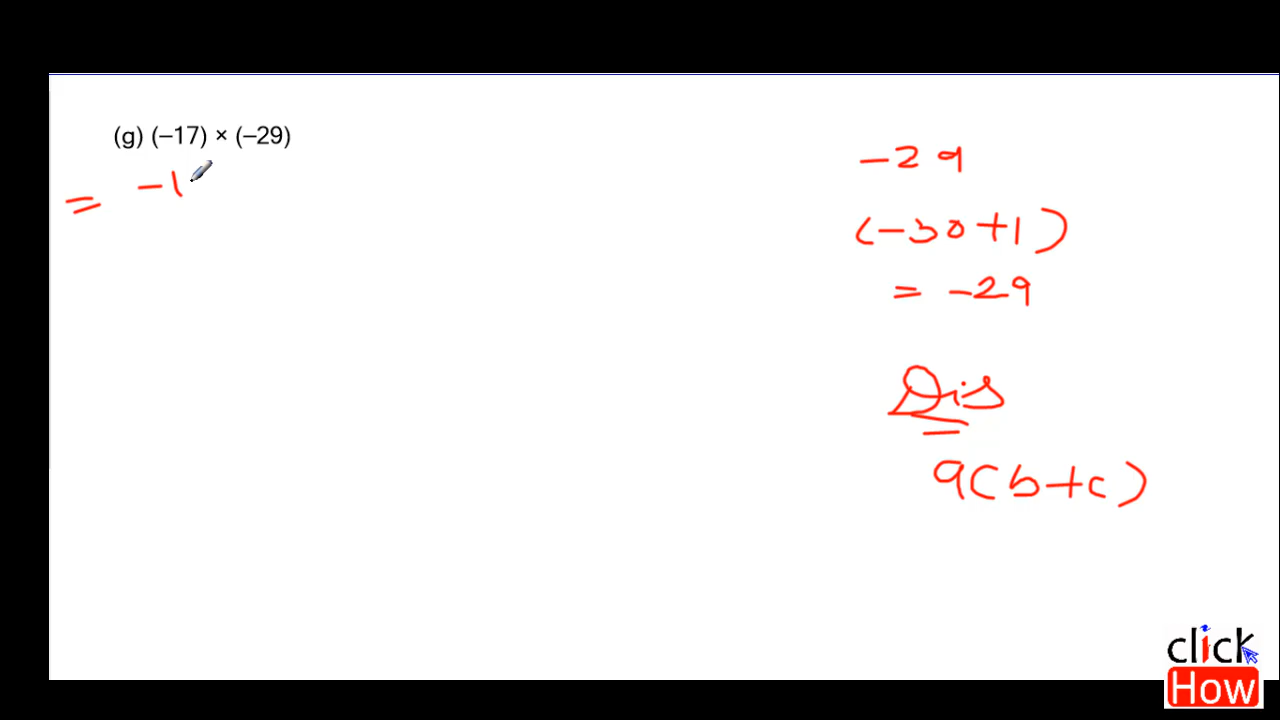 (g) (–17) × (–29)
= -1
-29
(-30+1)
= -29
Dis
a(b+c)
click
How